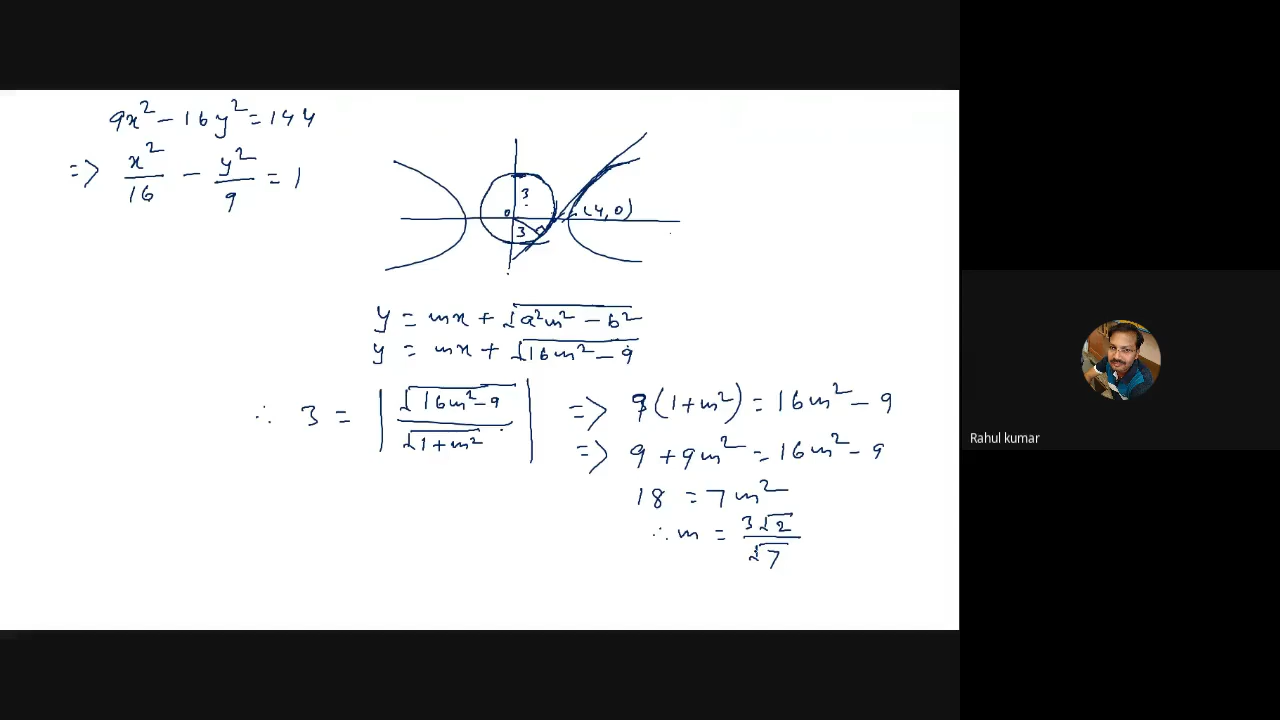 9x² - 16y² = 144
=> x²/16 - y²/9 = 1
3
0
(4,0)
3
y = mx + √(a²m² - b²)
y = mx + √(16m² - 9)
∴ 3 = |√(16m² - 9)/√(1 + m²)| => 9(1 + m²) = 16m² - 9
=> 9 + 9m² = 16m² - 9
18 = 7m²
∴ m = 3√2/√7
Rahul kumar